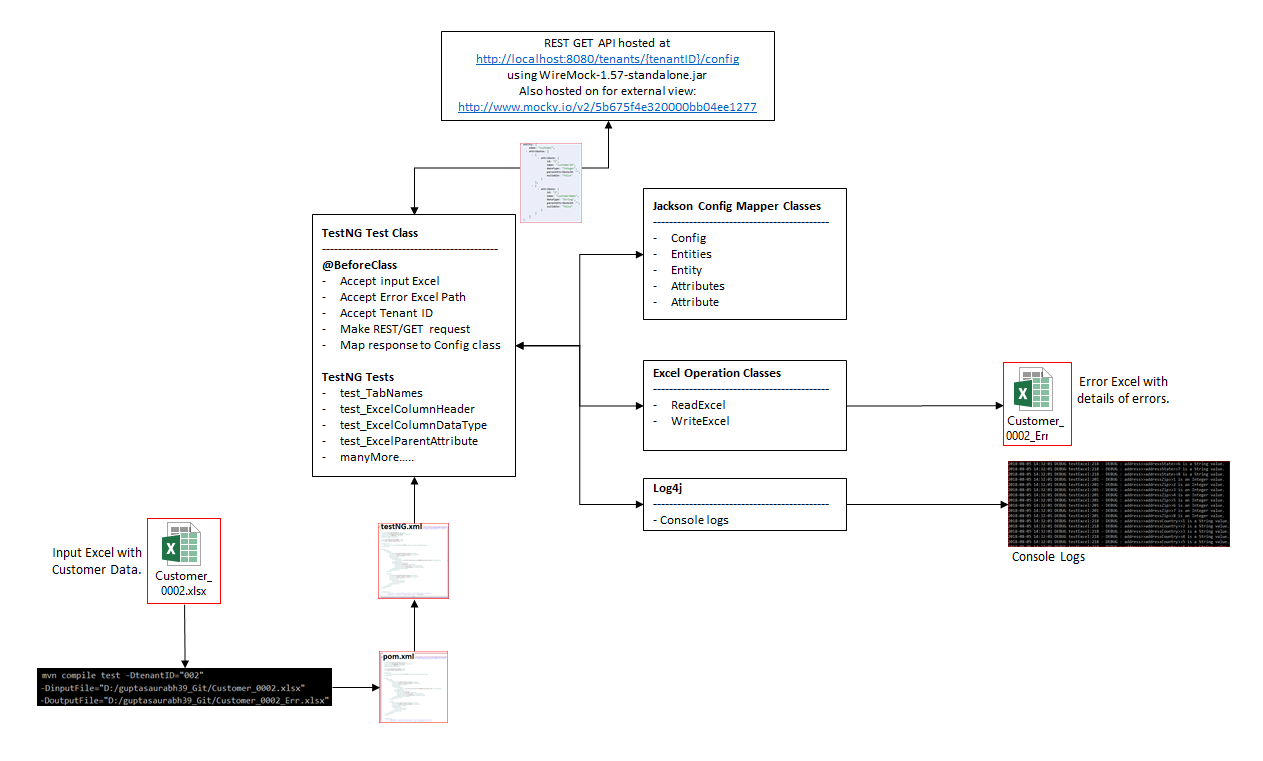 REST GET API hosted at
http://localhost:8080/tenants/{tenantID}/config
using WireMock-1.57-standalone.jar
Also hosted on for external view:
http://www.mocky.io/v2/5b675f4e320000bb04ee1277
TestNG Test Class
@BeforeClass
- Accept input Excel
- Accept Error Excel Path
- Accept Tenant ID
- Make REST/GET request
- Map response to Config class
TestNG Tests
- test_TabNames
- test_ExcelColumnHeader
- test_ExcelColumnDataType
- test_ExcelParentAttribute
- manyMore.....
Jackson Config Mapper Classes
- Config
- Entities
- Entity
- Attributes
- Attribute
Excel Operation Classes
- ReadExcel
- WriteExcel
Customer_
0002_Err
Error Excel with
details of errors.
Log4j
- Console logs
Console Logs
Input Excel with
Customer Data.
Customer_
0002.xlsx
testNG.xml
pom.xml
mvn compile test -DtenantID="002"
-DinputFile="D:/guptasaurabh39_Git/Customer_0002.xlsx"
-DoutputFile="D:/guptasaurabh39_Git/Customer_0002_Err.xlsx"